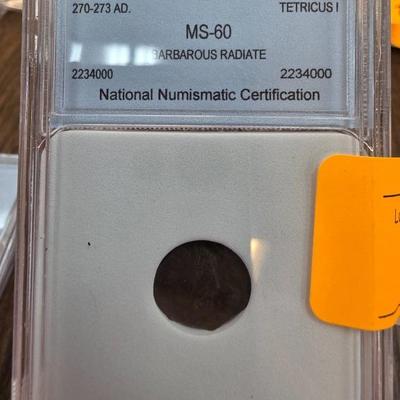 270-273 AD. TETRICUS I
MS-60
BARBAROUS RADIATE
2234000 2234000
National Numismatic Certification